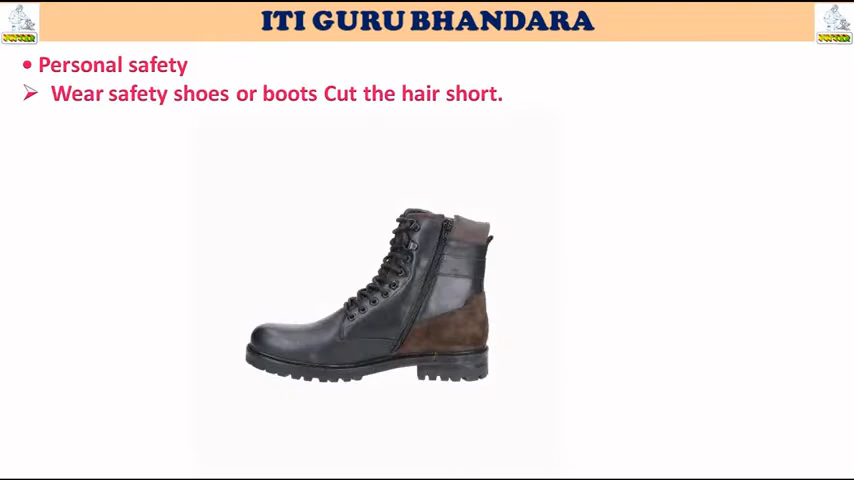 ITI GURU BHANDARA
• Personal safety
➢ Wear safety shoes or boots Cut the hair short.